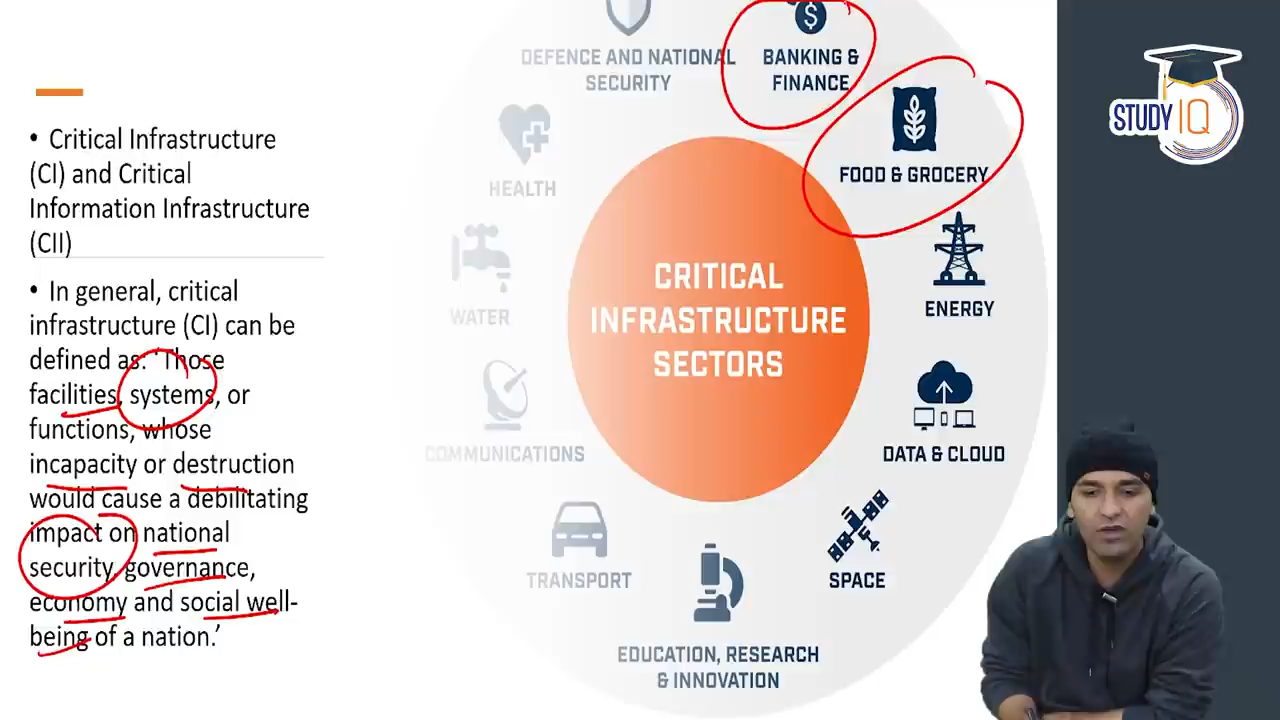 • Critical Infrastructure
(CI) and Critical
Information Infrastructure
(CII)
• In general, critical
infrastructure (CI) can be
defined as: ‘Those
facilities, systems, or
functions, whose
incapacity or destruction
would cause a debilitating
impact on national
security, governance,
economy and social well-
being of a nation.’
DEFENCE AND NATIONAL
SECURITY
BANKING &
FINANCE
HEALTH
FOOD & GROCERY
WATER
ENERGY
CRITICAL
INFRASTRUCTURE
SECTORS
COMMUNICATIONS
DATA & CLOUD
TRANSPORT
SPACE
EDUCATION, RESEARCH
& INNOVATION
STUDY IQ